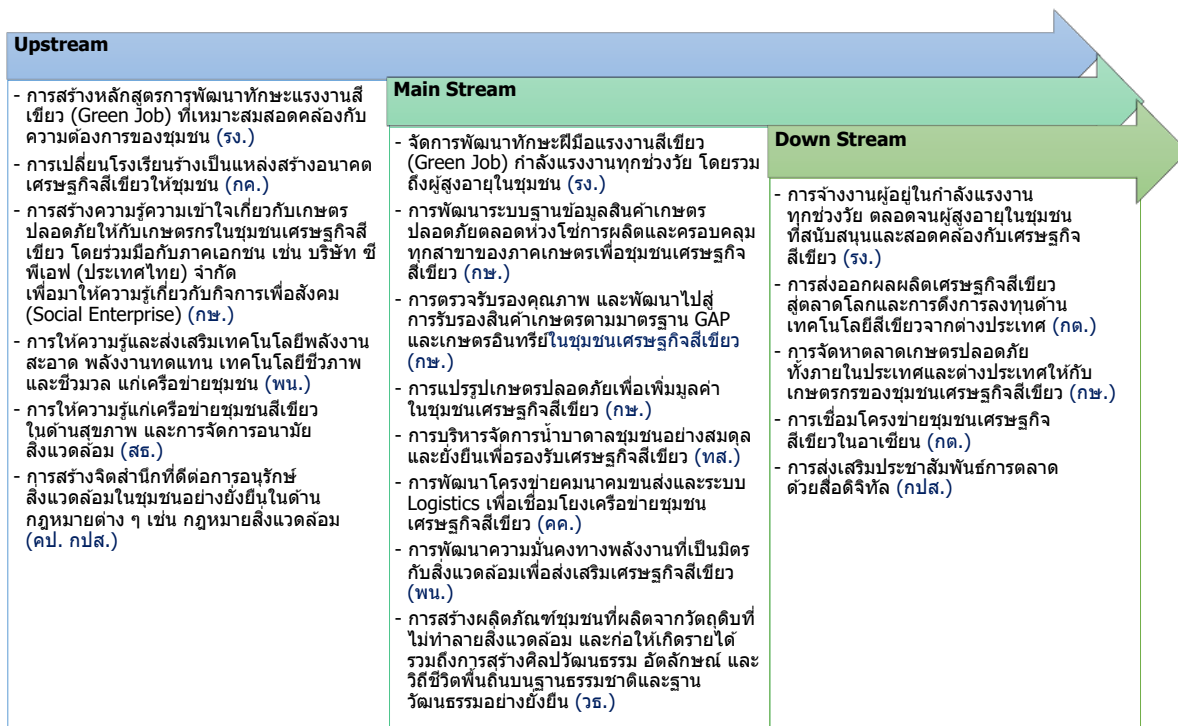 Upstream
- การสร้างหลักสูตรการพัฒนาทักษะแรงงานสี
เขียว (Green Job) ที่เหมาะสมสอดคล้องกับ
ความต้องการของชุมชน (รง.)
- การเปลี่ยนโรงเรียนร้างเป็นแหล่งสร้างอนาคต
เศรษฐกิจสีเขียวให้ชุมชน (กค.)
- การสร้างความรู้ความเข้าใจเกี่ยวกับเกษตร
ปลอดภัยให้กับเกษตรกรในชุมชนเศรษฐกิจสี
เขียว โดยร่วมมือกับภาคเอกชน เช่น บริษัท ซี
พีเอฟ (ประเทศไทย) จำกัด
เพื่อมาให้ความรู้เกี่ยวกับกิจการเพื่อสังคม
(Social Enterprise) (กษ.)
- การให้ความรู้และส่งเสริมเทคโนโลยีพลังงาน
สะอาด พลังงานทดแทน เทคโนโลยีชีวภาพ
และชีวมวล แก่เครือข่ายชุมชน (พน.)
- การให้ความรู้แก่เครือข่ายชุมชนสีเขียว
ในด้านสุขภาพ และการจัดการอนามัย
สิ่งแวดล้อม (สธ.)
- การสร้างจิตสำนึกที่ดีต่อการอนุรักษ์
สิ่งแวดล้อมในชุมชนอย่างยั่งยืนในด้าน
กฎหมายต่าง ๆ เช่น กฎหมายสิ่งแวดล้อม
(คป. กปส.)
Main Stream
- จัดการพัฒนาทักษะฝีมือแรงงานสีเขียว
(Green Job) กำลังแรงงานทุกช่วงวัย โดยรวม
ถึงผู้สูงอายุในชุมชน (รง.)
- การพัฒนาระบบฐานข้อมูลสินค้าเกษตร
ปลอดภัยตลอดห่วงโซ่การผลิตและครอบคลุม
ทุกสาขาของภาคเกษตรเพื่อชุมชนเศรษฐกิจ
สีเขียว (กษ.)
- การตรวจรับรองคุณภาพ และพัฒนาไปสู่
การรับรองสินค้าเกษตรตามมาตรฐาน GAP
และเกษตรอินทรีย์ในชุมชนเศรษฐกิจสีเขียว
(กษ.)
- การแปรรูปเกษตรปลอดภัยเพื่อเพิ่มมูลค่า
ในชุมชนเศรษฐกิจสีเขียว (กษ.)
- การบริหารจัดการน้ำบาดาลชุมชนอย่างสมดุล
และยั่งยืนเพื่อรองรับเศรษฐกิจสีเขียว (ทส.)
- การพัฒนาโครงข่ายคมนาคมขนส่งและระบบ
Logistics เพื่อเชื่อมโยงเครือข่ายชุมชน
เศรษฐกิจสีเขียว (คค.)
- การพัฒนาความมั่นคงทางพลังงานที่เป็นมิตร
กับสิ่งแวดล้อมเพื่อส่งเสริมเศรษฐกิจสีเขียว
(พน.)
- การสร้างผลิตภัณฑ์ชุมชนที่ผลิตจากวัตถุดิบที่
ไม่ทำลายสิ่งแวดล้อม และก่อให้เกิดรายได้
รวมถึงการสร้างศิลปวัฒนธรรม อัตลักษณ์ และ
วิถีชีวิตพื้นถิ่นบนฐานธรรมชาติและฐาน
วัฒนธรรมอย่างยั่งยืน (วธ.)
Down Stream
- การจ้างงานผู้อยู่ในกำลังแรงงาน
ทุกช่วงวัย ตลอดจนผู้สูงอายุในชุมชน
ที่สนับสนุนและสอดคล้องกับเศรษฐกิจ
สีเขียว (รง.)
- การส่งออกผลผลิตเศรษฐกิจสีเขียว
สู่ตลาดโลกและการดึงการลงทุนด้าน
เทคโนโลยีสีเขียวจากต่างประเทศ (กต.)
- การจัดหาตลาดเกษตรปลอดภัย
ทั้งภายในประเทศและต่างประเทศให้กับ
เกษตรกรของชุมชนเศรษฐกิจสีเขียว (กษ.)
- การเชื่อมโครงข่ายชุมชนเศรษฐกิจ
สีเขียวในอาเซียน (กต.)
- การส่งเสริมประชาสัมพันธ์การตลาด
ด้วยสื่อดิจิทัล (กปส.)